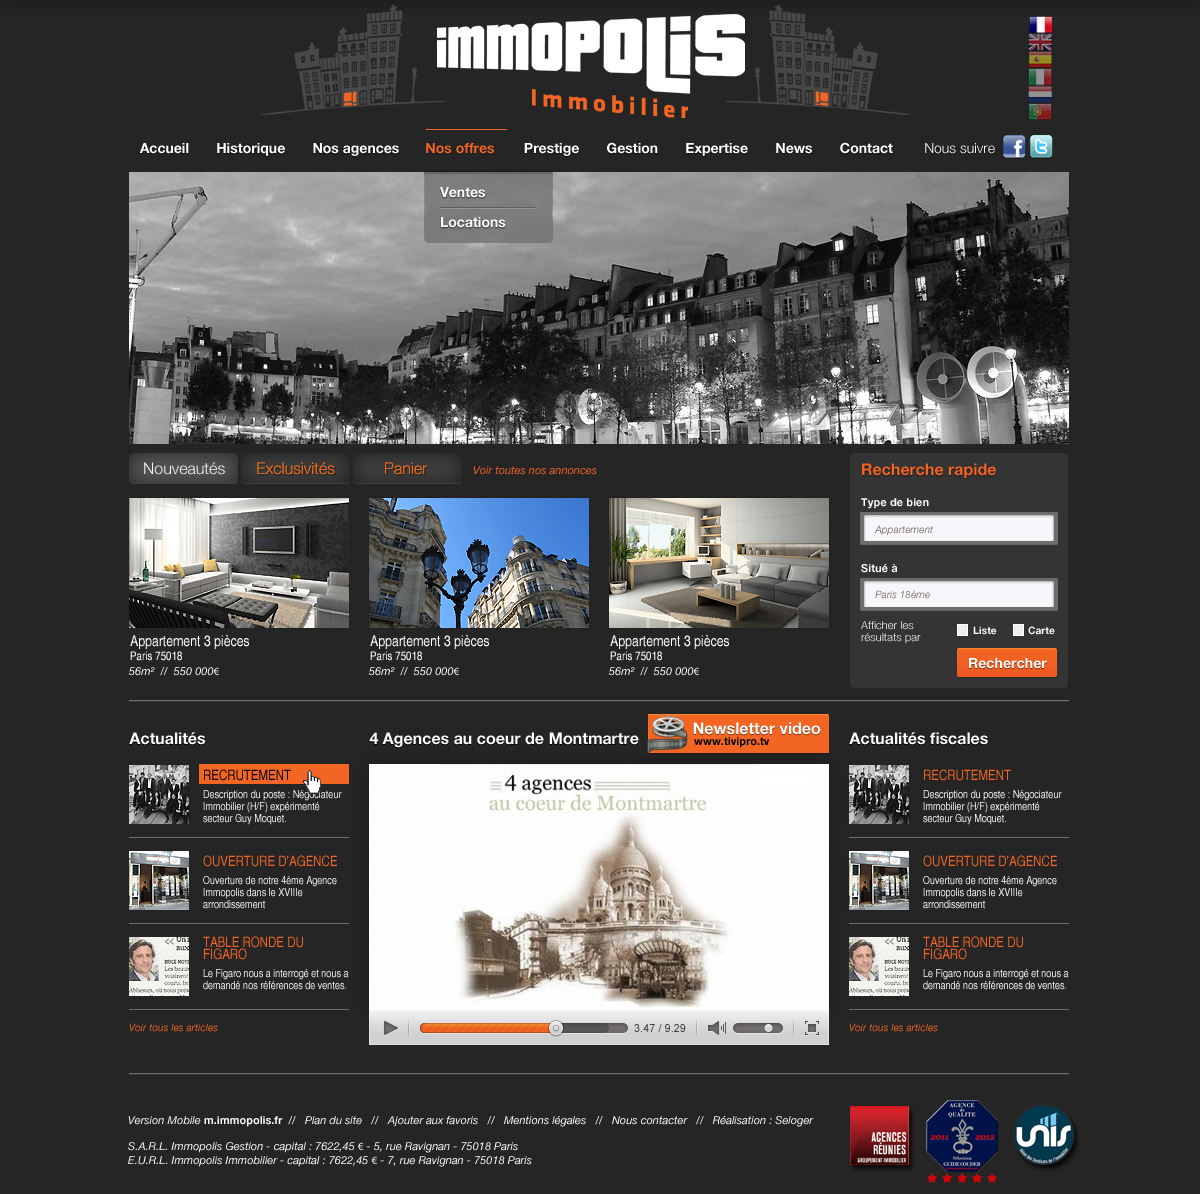 immopolis
Immobilier
Accueil Historique Nos agences Nos offres Prestige Gestion Expertise News Contact Nous suivre
Ventes
Locations
Nouveautés Exclusivités Panier Voir toutes nos annonces
Appartement 3 pièces
Paris 75018
56m² // 550 000€
Appartement 3 pièces
Paris 75018
56m² // 550 000€
Appartement 3 pièces
Paris 75018
56m² // 550 000€
Recherche rapide
Type de bien
Appartement
Situé à
Paris 18ème
Afficher les
résultats par
Liste Carte
Rechercher
Actualités
RECRUTEMENT
Description du poste : Négociateur
Immobilier (H/F) expérimenté
secteur Guy Moquet.
OUVERTURE D'AGENCE
Ouverture de notre 4ème Agence
Immopolis dans le XVIIIe
arrondissement
TABLE RONDE DU
FIGARO
Le Figaro nous a interrogé et nous a
demandé nos références de ventes.
Voir tous les articles
4 Agences au coeur de Montmartre
Newsletter video
www.tivipro.tv
4 agences
au coeur de Montmartre
3.47 / 9.29
Actualités fiscales
RECRUTEMENT
Description du poste : Négociateur
Immobilier (H/F) expérimenté
secteur Guy Moquet.
OUVERTURE D'AGENCE
Ouverture de notre 4ème Agence
Immopolis dans le XVIIIe
arrondissement
TABLE RONDE DU
FIGARO
Le Figaro nous a interrogé et nous a
demandé nos références de ventes.
Voir tous les articles
Version Mobile m.immopolis.fr // Plan du site // Ajouter aux favoris // Mentions légales // Nous contacter // Réalisation : Seloger
S.A.R.L. Immopolis Gestion - capital : 7622,45 € - 5, rue Ravignan - 75018 Paris
E.U.R.L. Immopolis Immobilier - capital : 7622,45 € - 7, rue Ravignan - 75018 Paris
AGENCES
RÉUNIES
GROUPEMENT IMMOBILIER
AGENCE
de
QUALITÉ
2011 2012
Sélection
GUIDE COUDER
unis